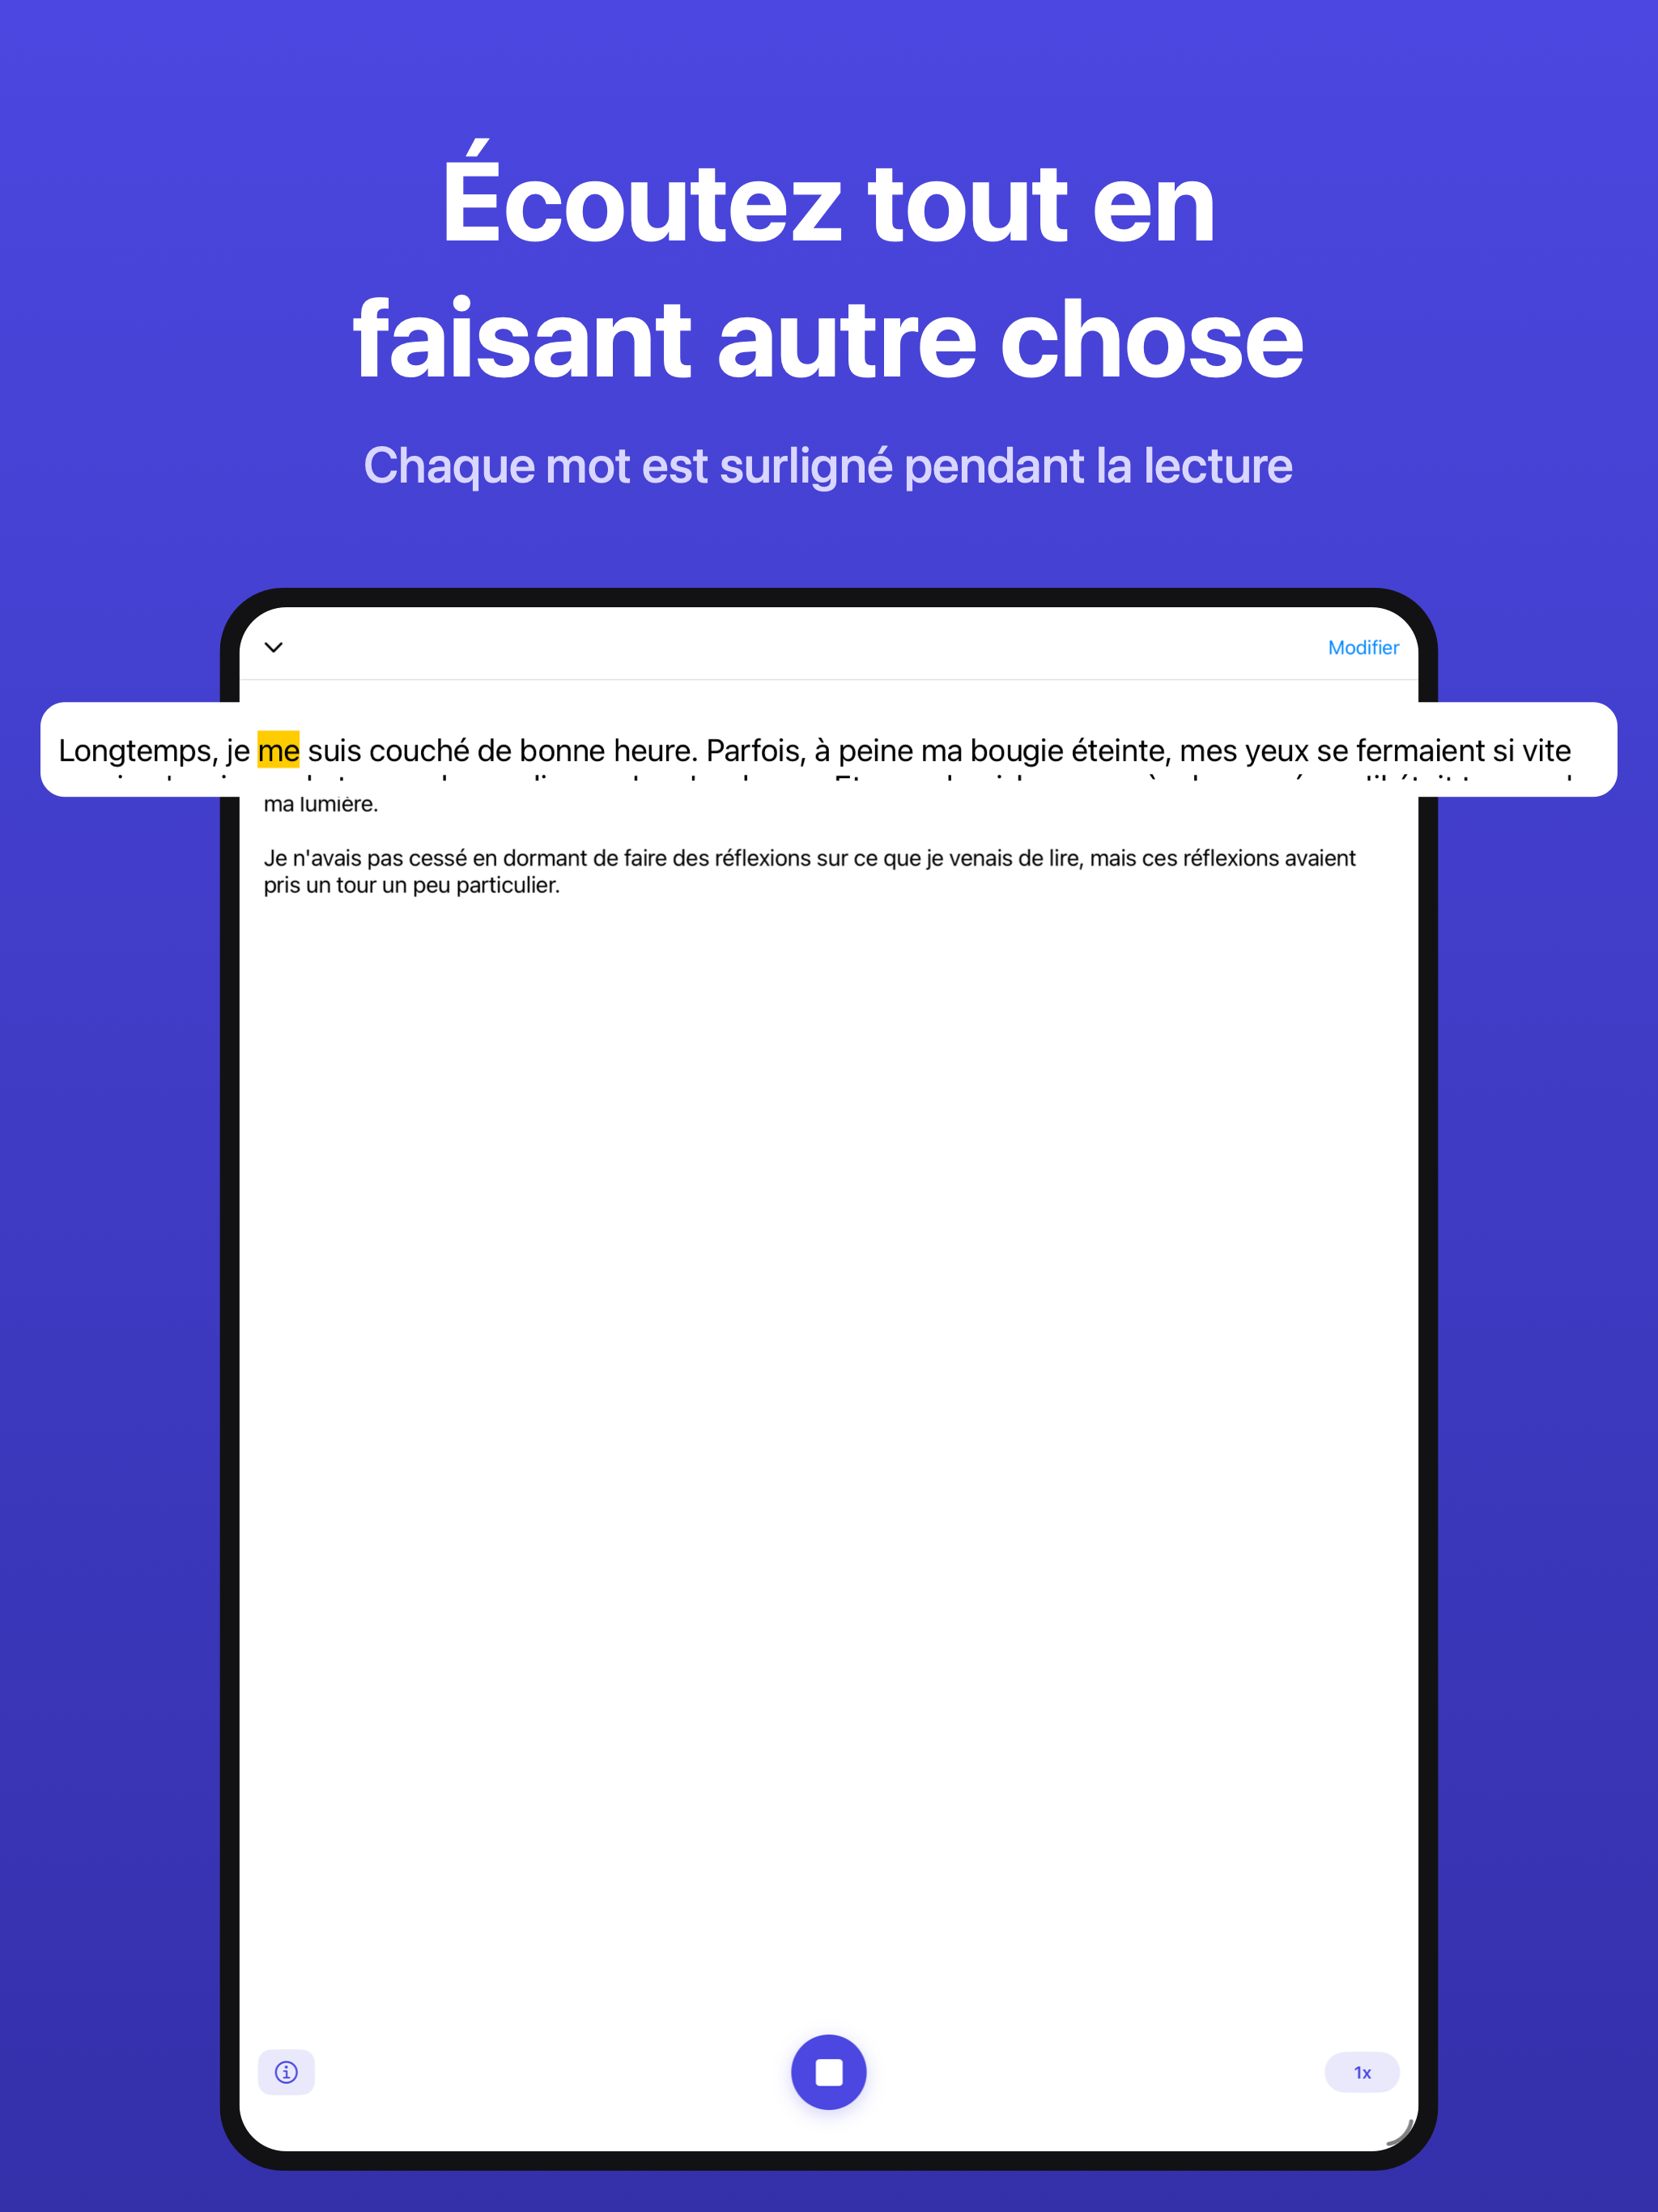 Écoutez tout en
faisant autre chose
Chaque mot est surligné pendant la lecture
Modifier
Longtemps, je me suis couché de bonne heure. Parfois, à peine ma bougie éteinte, mes yeux se fermaient si vite
ma lumière.
Je n'avais pas cessé en dormant de faire des réflexions sur ce que je venais de lire, mais ces réflexions avaient
pris un tour un peu particulier.
1x